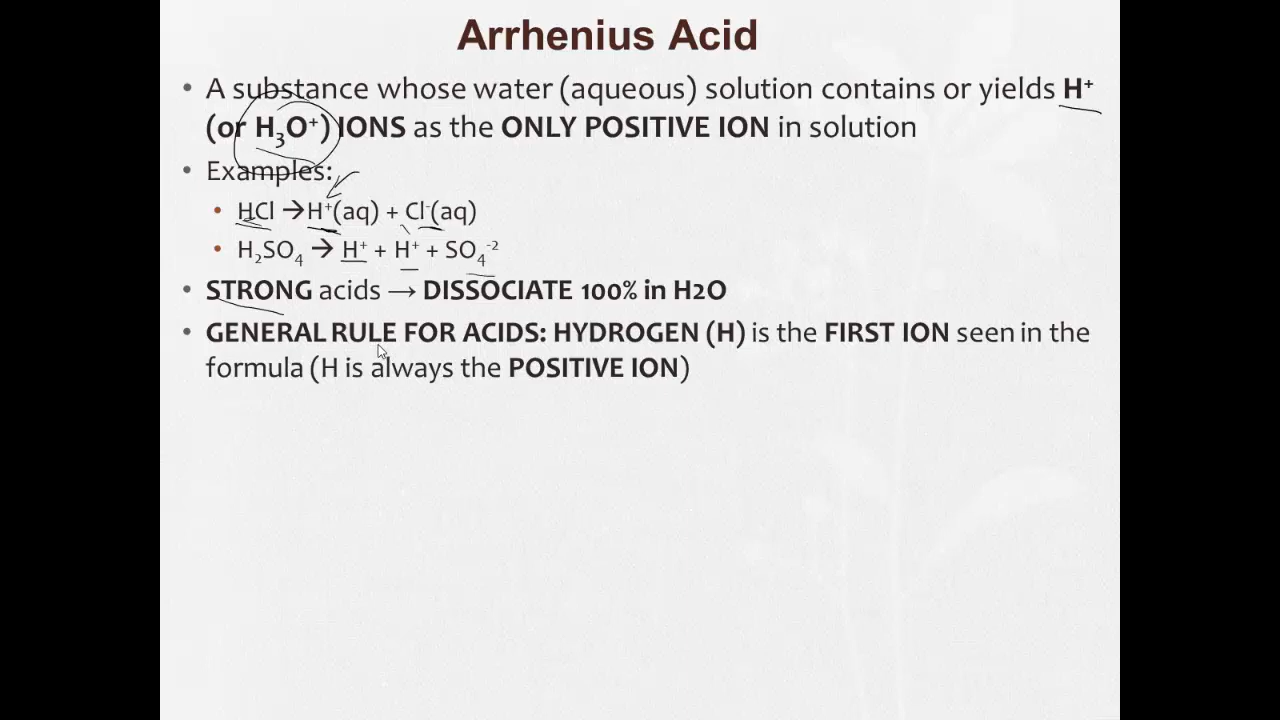 Arrhenius Acid
• A substance whose water (aqueous) solution contains or yields H⁺
(or H₃O⁺) IONS as the ONLY POSITIVE ION in solution
• Examples:
• HCl →H⁺(aq) + Cl⁻(aq)
• H₂SO₄ → H⁺ + H⁺ + SO₄⁻²
• STRONG acids → DISSOCIATE 100% in H2O
• GENERAL RULE FOR ACIDS: HYDROGEN (H) is the FIRST ION seen in the
formula (H is always the POSITIVE ION)